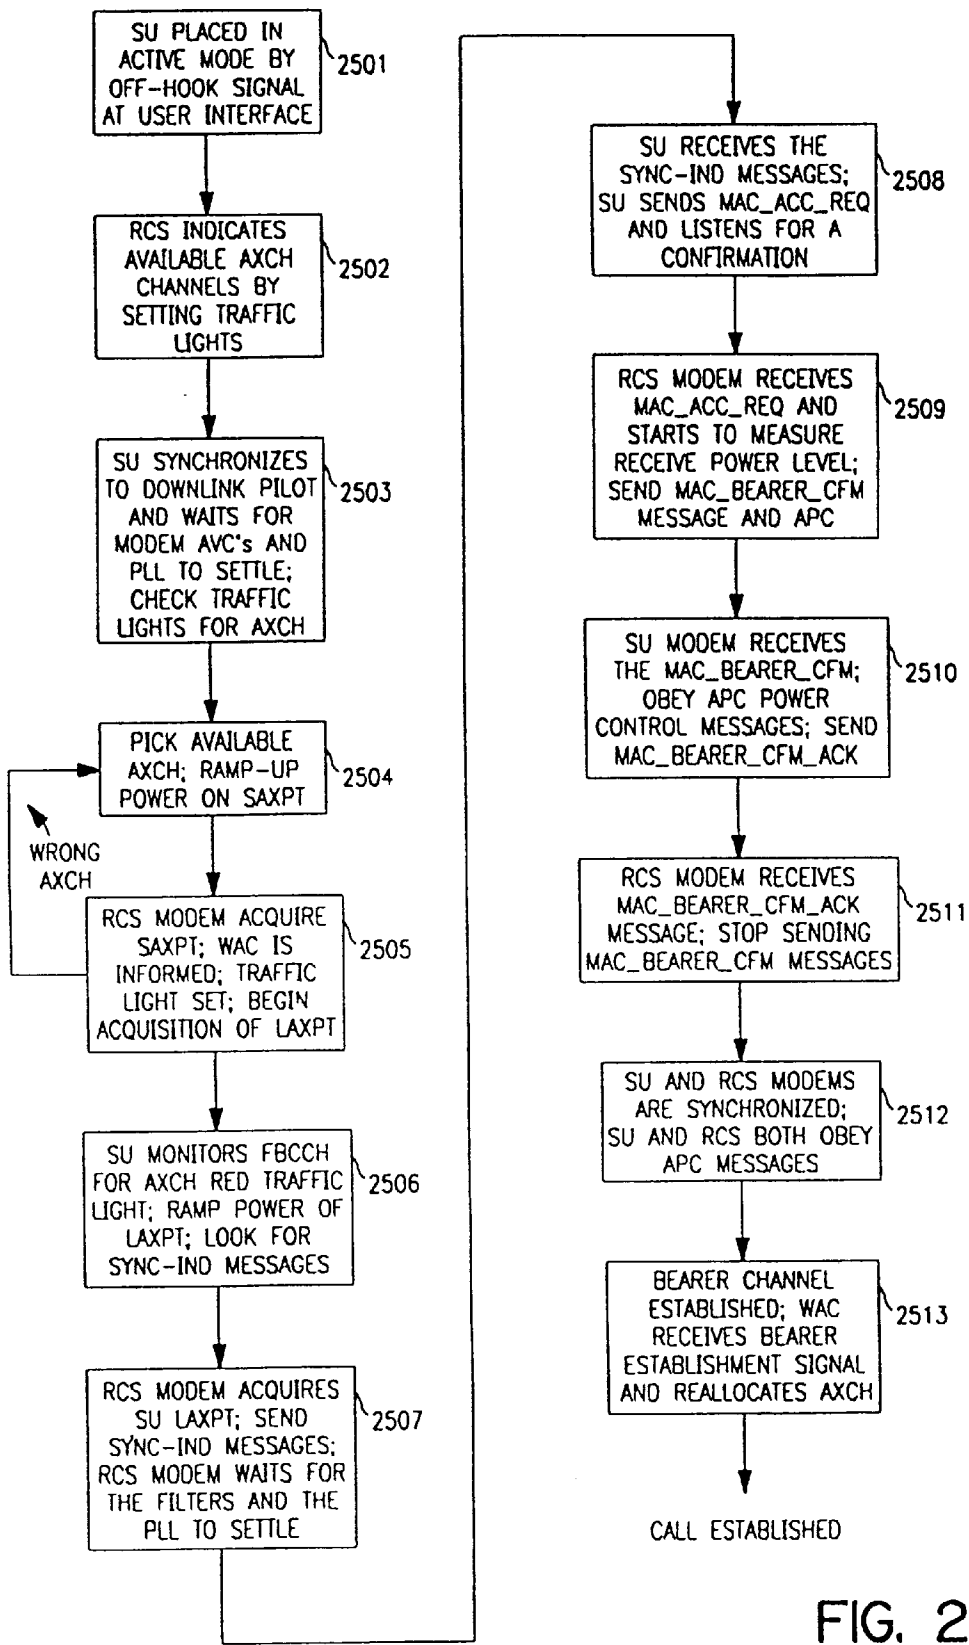 SU PLACED IN
ACTIVE MODE BY
OFF-HOOK SIGNAL
AT USER INTERFACE
2501
RCS INDICATES
AVAILABLE AXCH
CHANNELS BY
SETTING TRAFFIC
LIGHTS
2502
SU SYNCHRONIZES
TO DOWNLINK PILOT
AND WAITS FOR
MODEM AVC's AND
PLL TO SETTLE;
CHECK TRAFFIC
LIGHTS FOR AXCH
2503
PICK AVAILABLE
AXCH; RAMP-UP
POWER ON SAXPT
2504
WRONG
AXCH
RCS MODEM ACQUIRE
SAXPT; WAC IS
INFORMED; TRAFFIC
LIGHT SET; BEGIN
ACQUISITION OF LAXPT
2505
SU MONITORS FBCCH
FOR AXCH RED TRAFFIC
LIGHT; RAMP POWER OF
LAXPT; LOOK FOR
SYNC-IND MESSAGES
2506
RCS MODEM ACQUIRES
SU LAXPT; SEND
SYNC-IND MESSAGES;
RCS MODEM WAITS FOR
THE FILTERS AND THE
PLL TO SETTLE
2507
SU RECEIVES THE
SYNC-IND MESSAGES;
SU SENDS MAC_ACC_REQ
AND LISTENS FOR A
CONFIRMATION
2508
RCS MODEM RECEIVES
MAC_ACC_REQ AND
STARTS TO MEASURE
RECEIVE POWER LEVEL;
SEND MAC_BEARER_CFM
MESSAGE AND APC
2509
SU MODEM RECEIVES
THE MAC_BEARER_CFM;
OBEY APC POWER
CONTROL MESSAGES; SEND
MAC_BEARER_CFM_ACK
2510
RCS MODEM RECEIVES
MAC_BEARER_CFM_ACK
MESSAGE; STOP SENDING
MAC_BEARER_CFM MESSAGES
2511
SU AND RCS MODEMS
ARE SYNCHRONIZED;
SU AND RCS BOTH OBEY
APC MESSAGES
2512
BEARER CHANNEL
ESTABLISHED; WAC
RECEIVES BEARER
ESTABLISHMENT SIGNAL
AND REALLOCATES AXCH
2513
CALL ESTABLISHED
FIG. 2